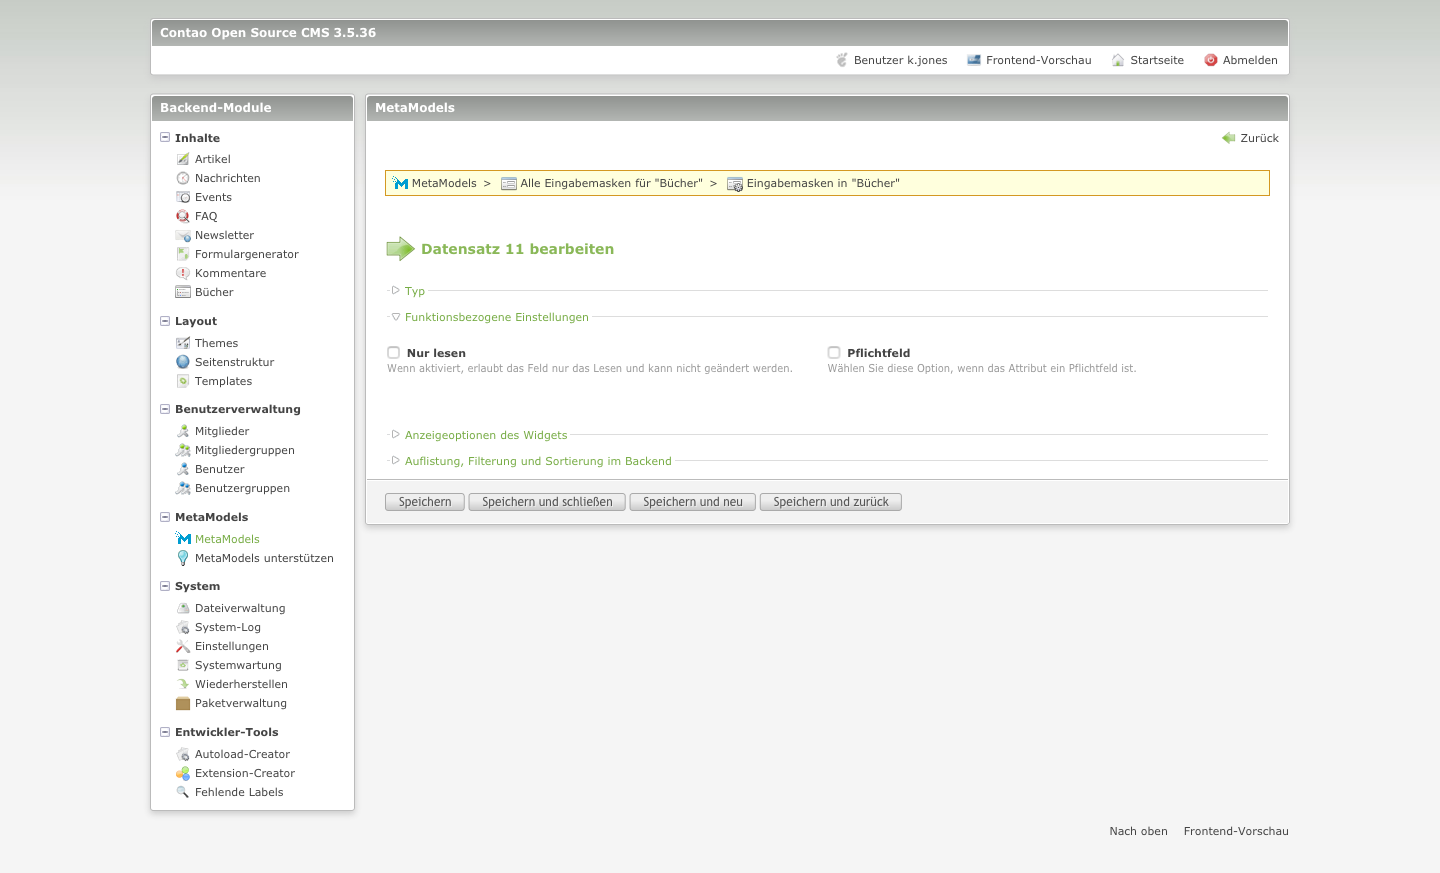 Contao Open Source CMS 3.5.36
Benutzer k.jones Frontend-Vorschau Startseite Abmelden
Backend-Module
Inhalte
Artikel
Nachrichten
Events
FAQ
Newsletter
Formulargenerator
Kommentare
Bücher
Layout
Themes
Seitenstruktur
Templates
Benutzerverwaltung
Mitglieder
Mitgliedergruppen
Benutzer
Benutzergruppen
MetaModels
MetaModels
MetaModels unterstützen
System
Dateiverwaltung
System-Log
Einstellungen
Systemwartung
Wiederherstellen
Paketverwaltung
Entwickler-Tools
Autoload-Creator
Extension-Creator
Fehlende Labels
MetaModels
Zurück
MetaModels > Alle Eingabemasken für "Bücher" > Eingabemasken in "Bücher"
Datensatz 11 bearbeiten
Typ
Funktionsbezogene Einstellungen
Nur lesen
Wenn aktiviert, erlaubt das Feld nur das Lesen und kann nicht geändert werden.
Pflichtfeld
Wählen Sie diese Option, wenn das Attribut ein Pflichtfeld ist.
Anzeigeoptionen des Widgets
Auflistung, Filterung und Sortierung im Backend
Speichern Speichern und schließen Speichern und neu Speichern und zurück
Nach oben Frontend-Vorschau